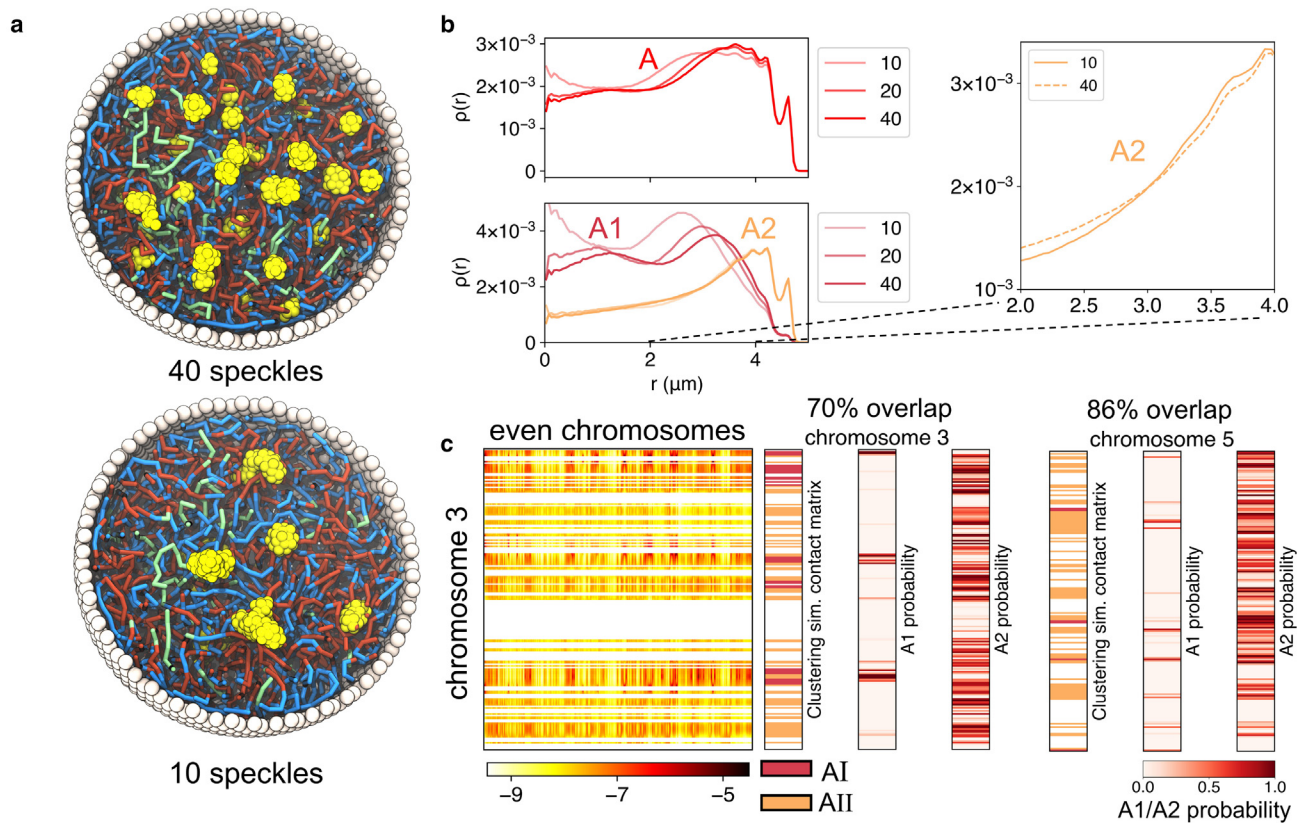 a
40 speckles
10 speckles
b
3×10⁻³
2×10⁻³
10⁻³
0
ρ(r)
A
10
20
40
4×10⁻³
2×10⁻³
0
ρ(r)
A1
A2
10
20
40
0
2
4
r (μm)
10
40
A2
3×10⁻³
2×10⁻³
10⁻³
2.0
2.5
3.0
3.5
4.0
c
even chromosomes
chromosome 3
−9
−7
−5
70% overlap
chromosome 3
Clustering sim. contact matrix
A1 probability
A2 probability
AI
AII
86% overlap
chromosome 5
Clustering sim. contact matrix
A1 probability
A2 probability
0.0
0.5
1.0
A1/A2 probability